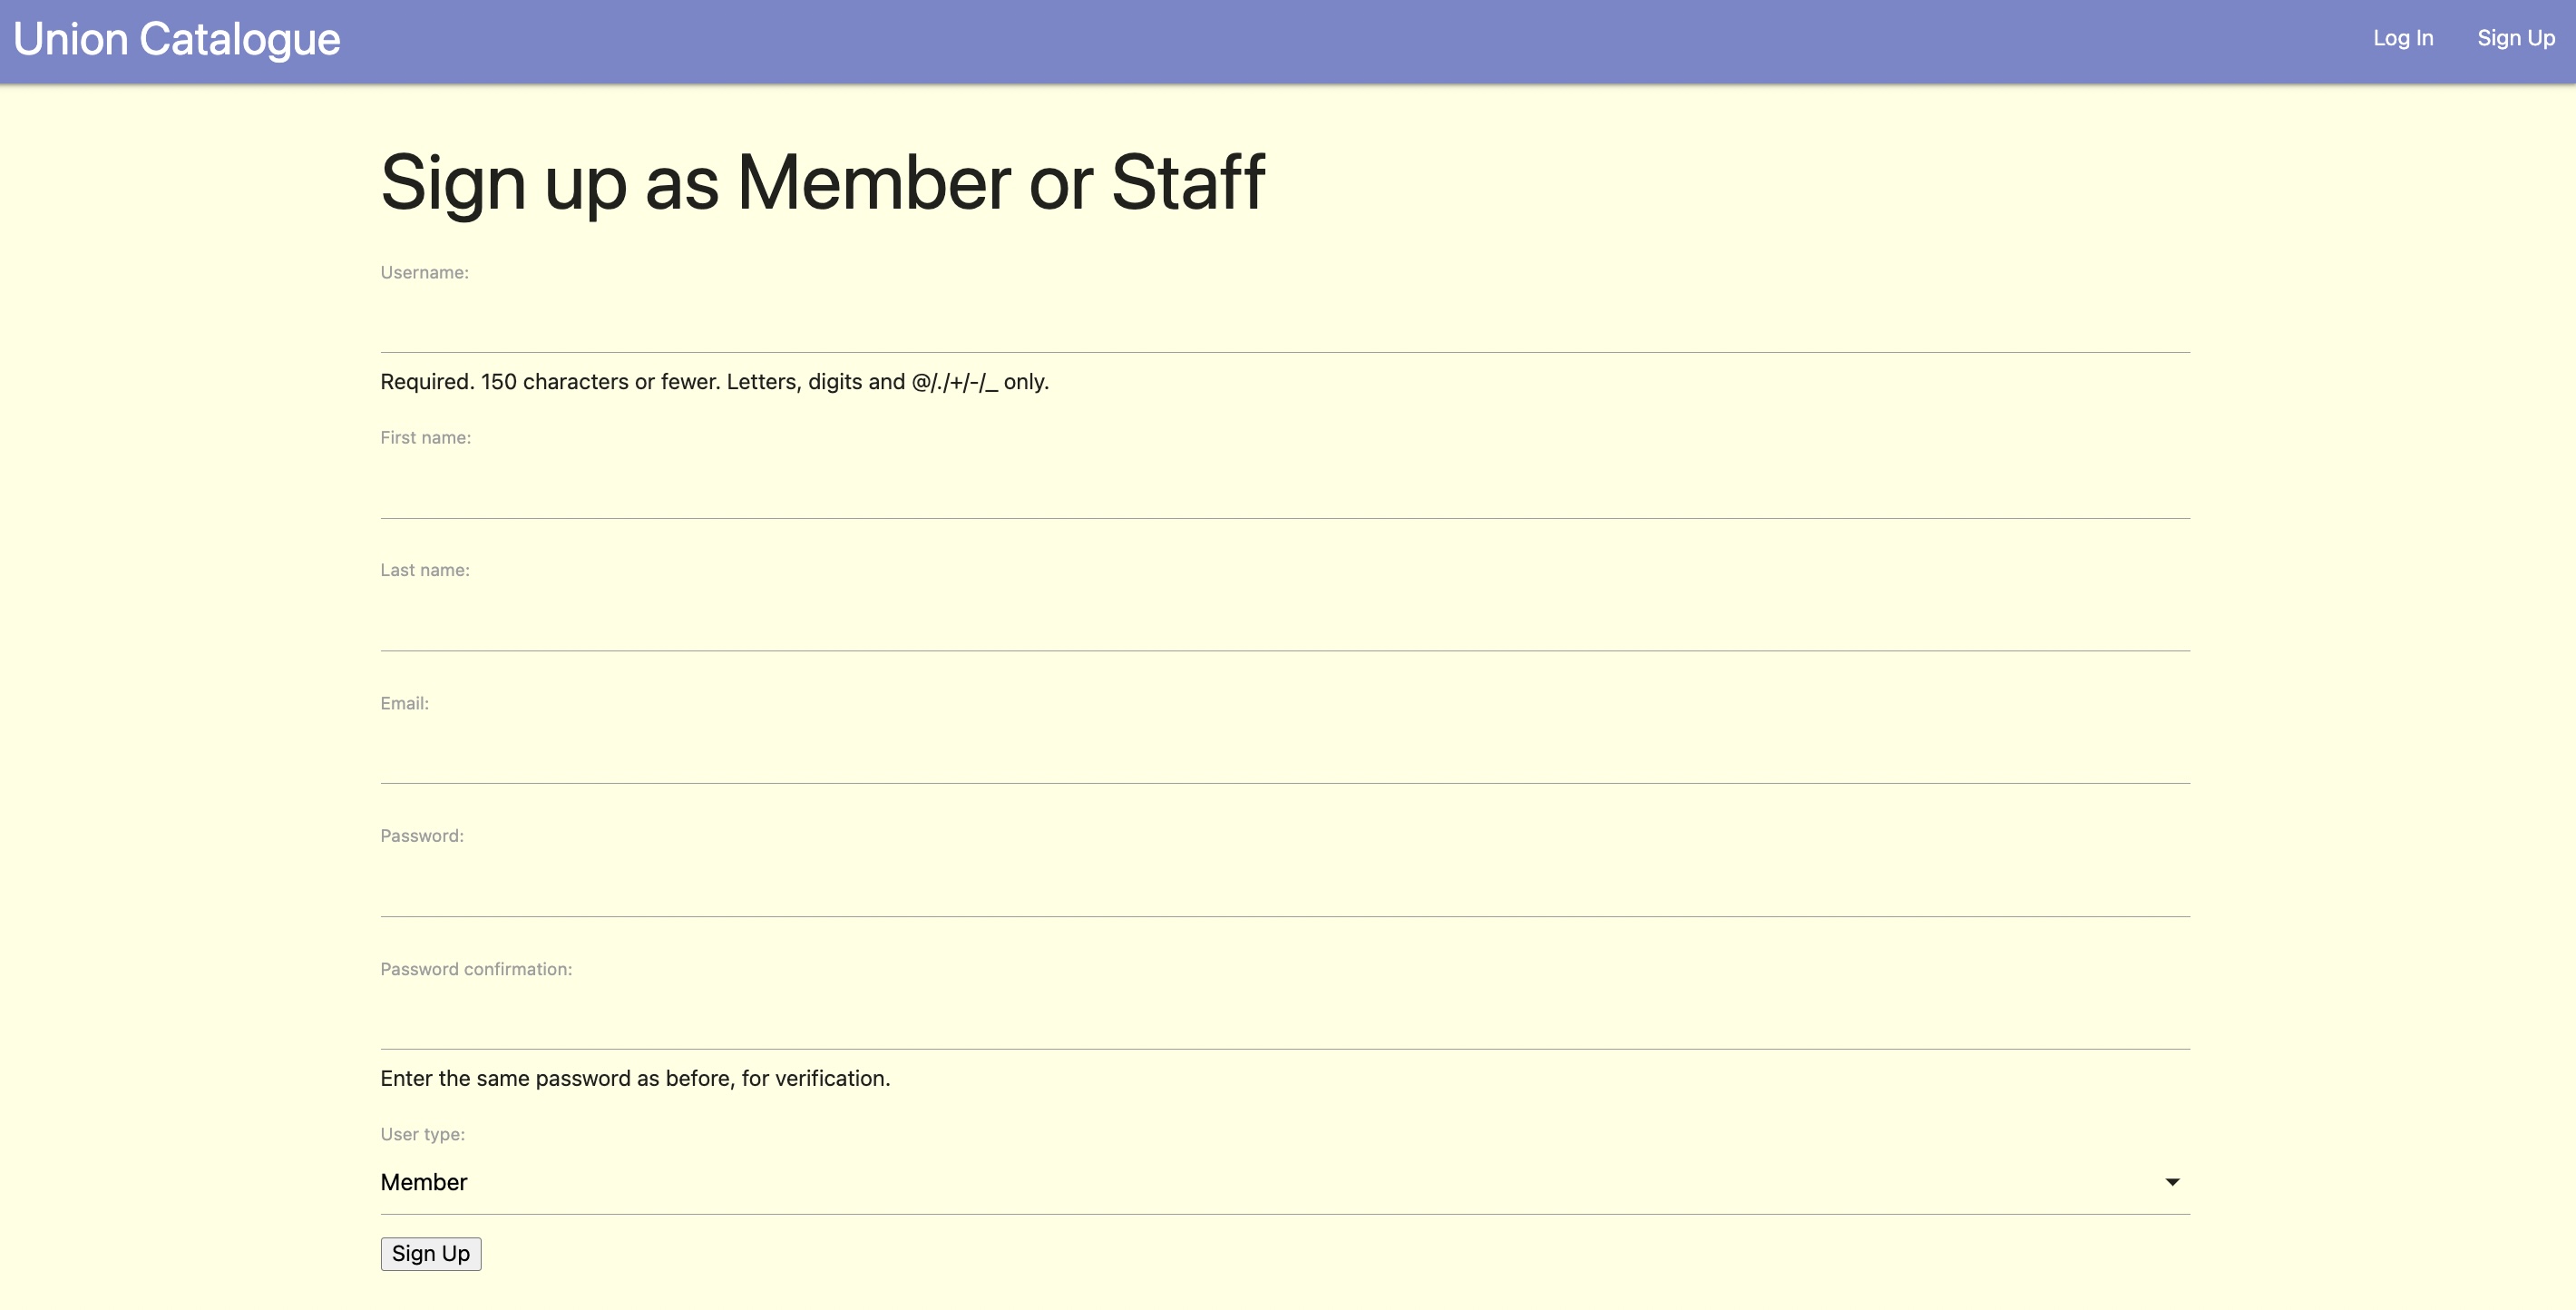 Union Catalogue
Log In
Sign Up
Sign up as Member or Staff
Username:
Required. 150 characters or fewer. Letters, digits and @/./+/-/_ only.
First name:
Last name:
Email:
Password:
Password confirmation:
Enter the same password as before, for verification.
User type:
Member
Sign Up